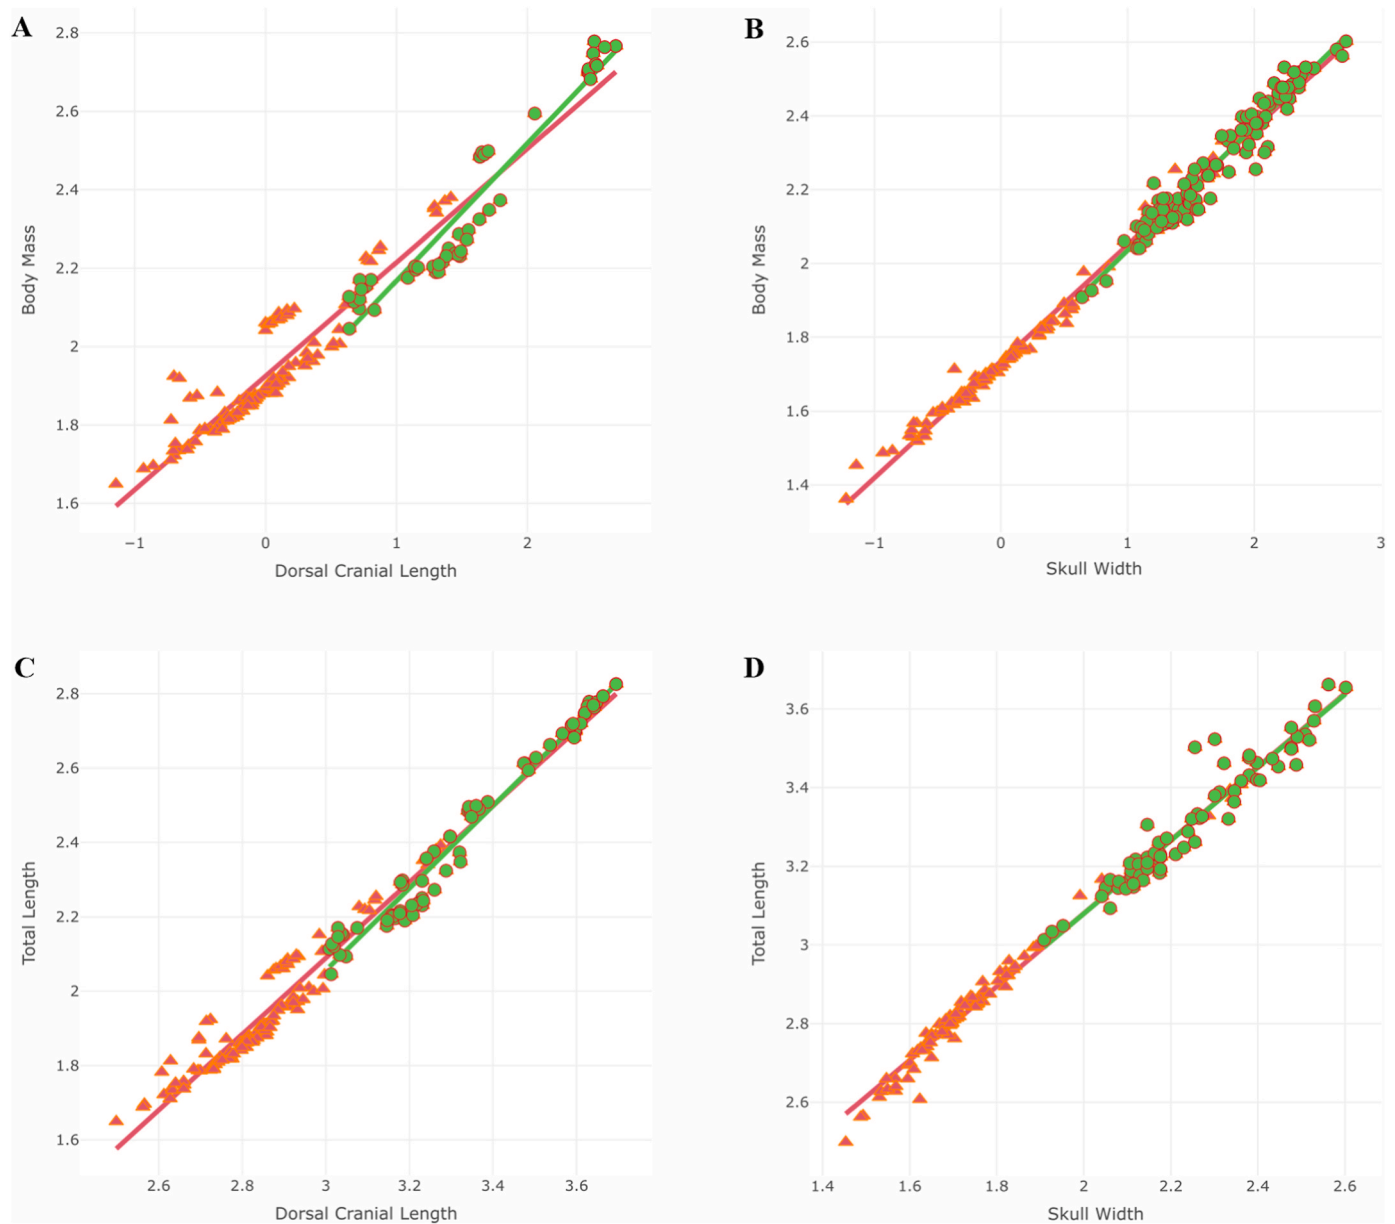 A
2.8
2.6
2.4
2.2
2
1.8
1.6
Body Mass
−1 0 1 2
Dorsal Cranial Length
B
2.6
2.4
2.2
2
1.8
1.6
1.4
Body Mass
−1 0 1 2 3
Skull Width
C
2.8
2.6
2.4
2.2
2
1.8
1.6
Total Length
2.6 2.8 3 3.2 3.4 3.6
Dorsal Cranial Length
D
3.6
3.4
3.2
3
2.8
2.6
Total Length
1.4 1.6 1.8 2 2.2 2.4 2.6
Skull Width